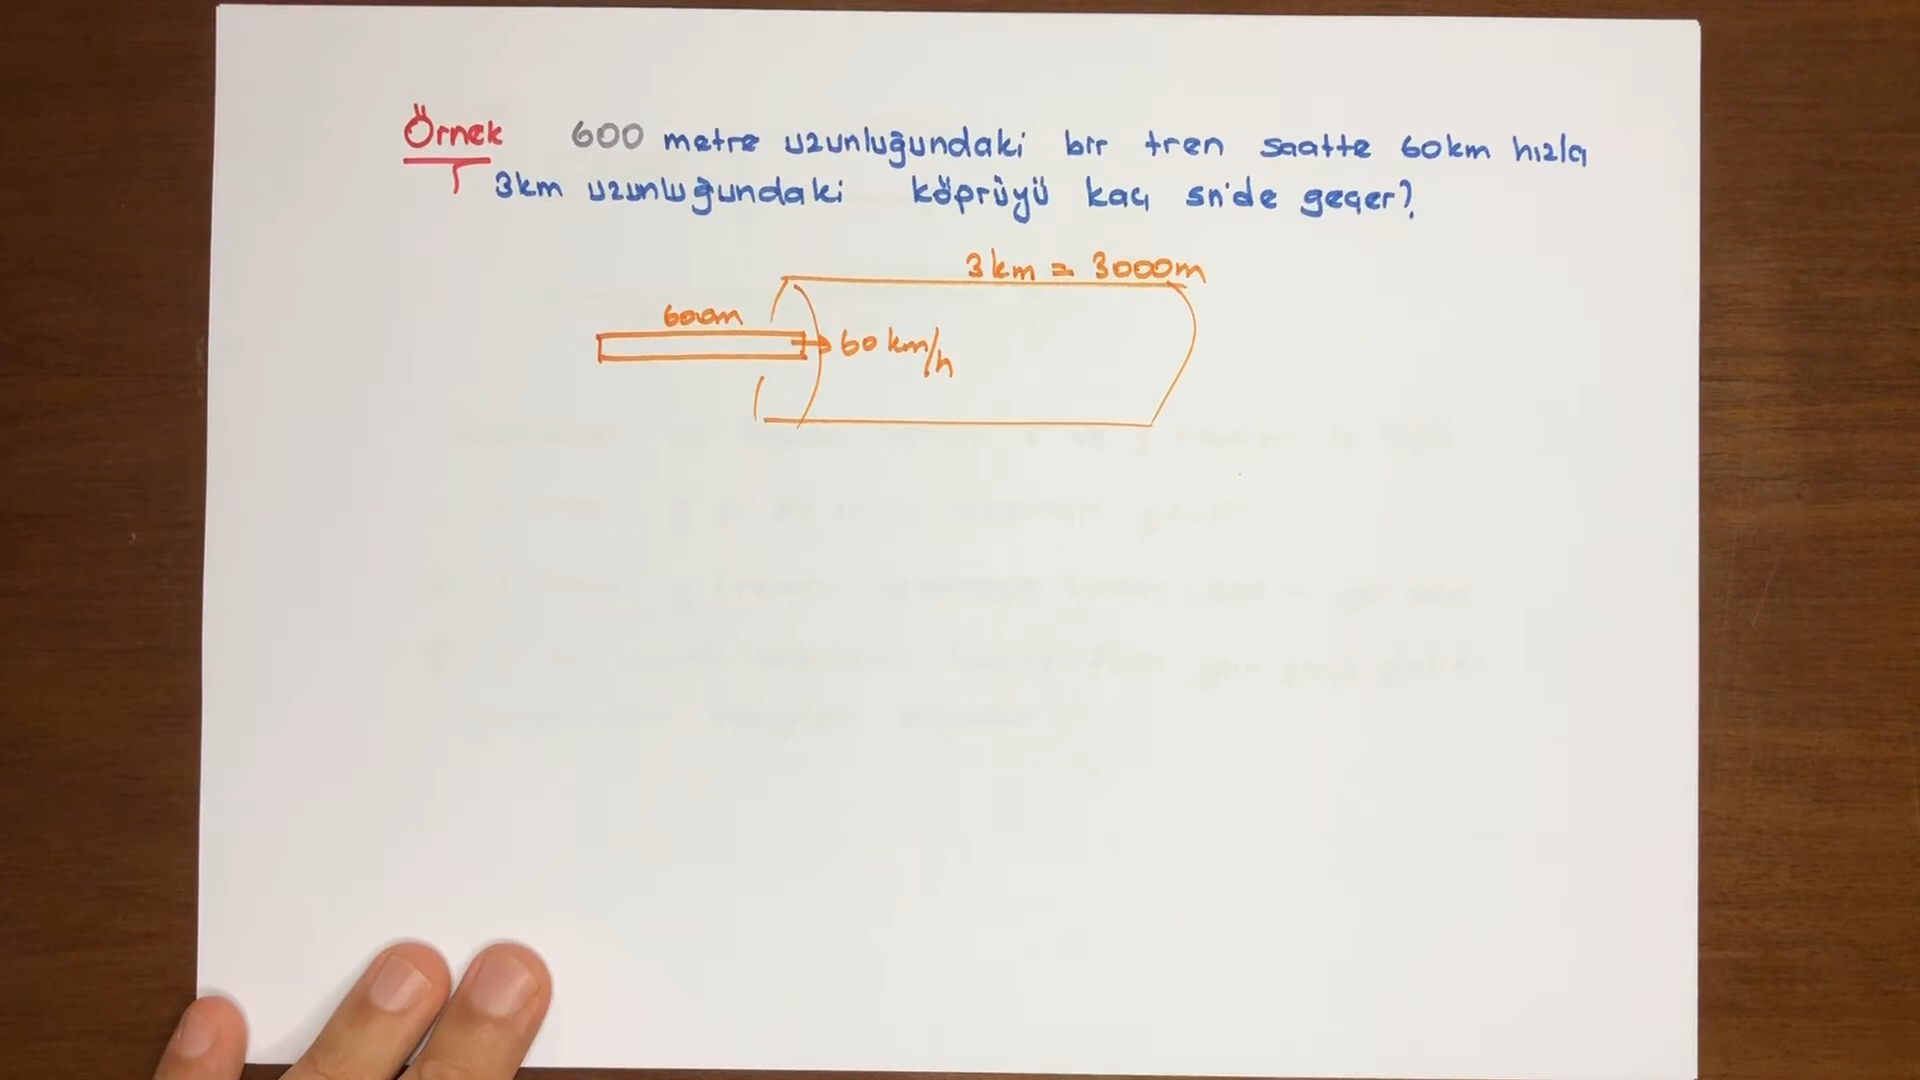 Örnek 600 metre uzunluğundaki bir tren saatte 60km hızla
3km uzunluğundaki köprüyü kaç sn'de geçer?
3km = 3000m
600m
60 km/h